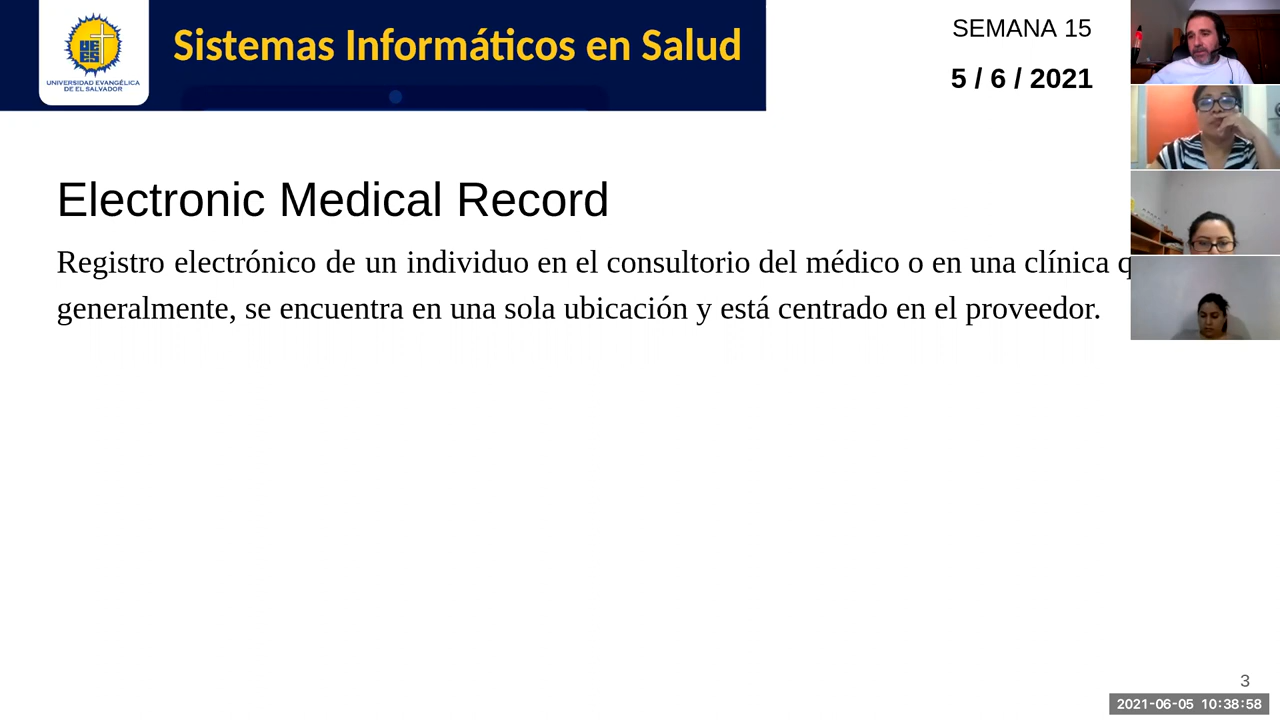 UNIVERSIDAD EVANGÉLICA
DE EL SALVADOR
Sistemas Informáticos en Salud
SEMANA 15
5 / 6 / 2021
Electronic Medical Record
Registro electrónico de un individuo en el consultorio del médico o en una clínica
generalmente, se encuentra en una sola ubicación y está centrado en el proveedor.
3
2021-06-05 10:38:58